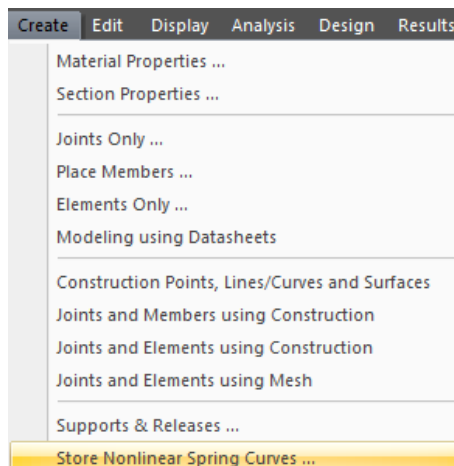 Create Edit Display Analysis Design Results
Material Properties ...
Section Properties ...
Joints Only ...
Place Members ...
Elements Only ...
Modeling using Datasheets
Construction Points, Lines/Curves and Surfaces
Joints and Members using Construction
Joints and Elements using Construction
Joints and Elements using Mesh
Supports & Releases ...
Store Nonlinear Spring Curves ...